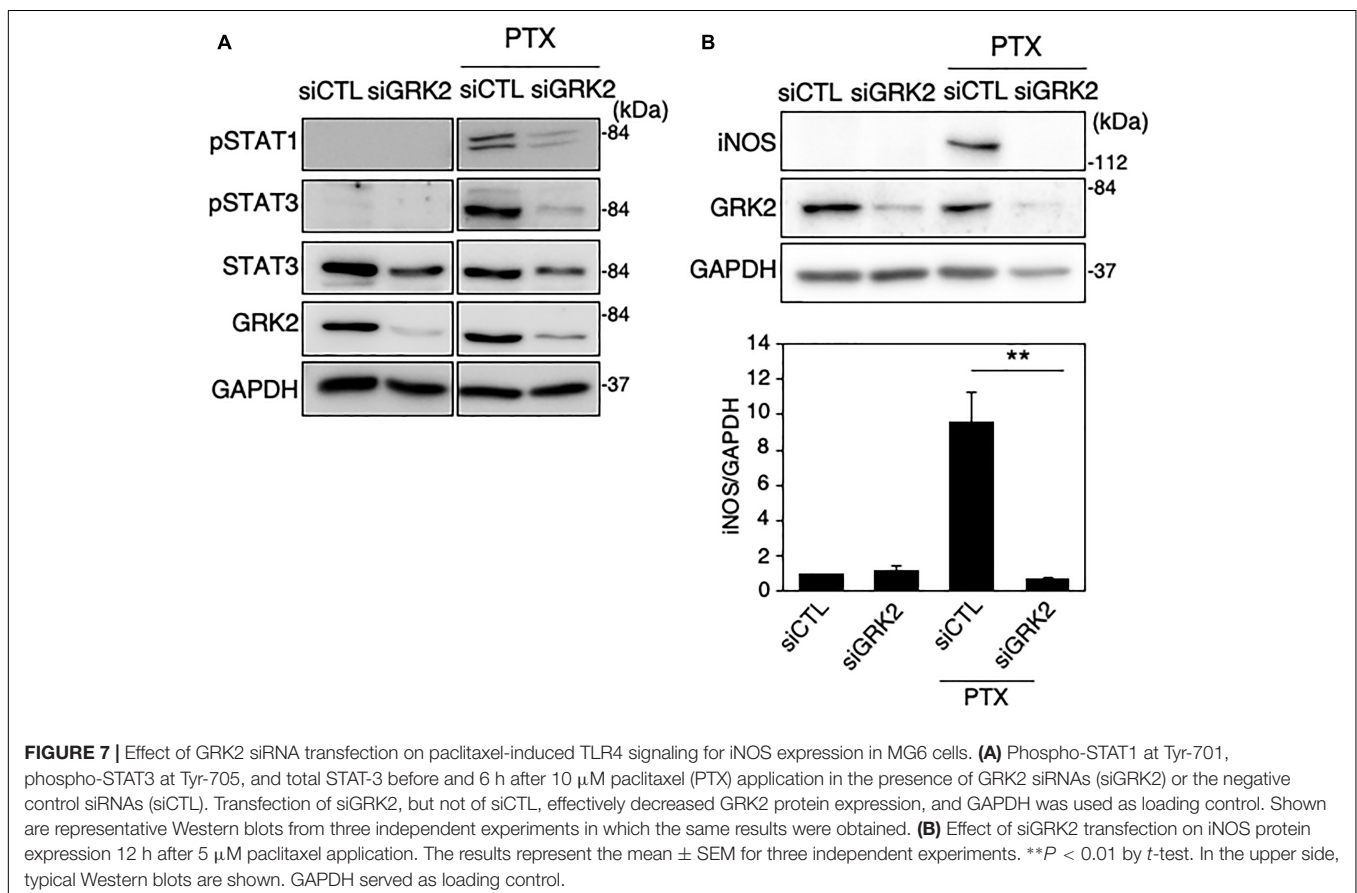 A
PTX
siCTL siGRK2 siCTL siGRK2
(kDa)
pSTAT1
-84
pSTAT3
-84
STAT3
-84
GRK2
-84
GAPDH
-37
B
PTX
siCTL siGRK2 siCTL siGRK2
(kDa)
iNOS
-112
GRK2
-84
GAPDH
-37
iNOS/GAPDH
14
12
10
8
6
4
2
0
**
siCTL
siGRK2
siCTL
siGRK2
PTX
FIGURE 7 | Effect of GRK2 siRNA transfection on paclitaxel-induced TLR4 signaling for iNOS expression in MG6 cells. (A) Phospho-STAT1 at Tyr-701,
phospho-STAT3 at Tyr-705, and total STAT-3 before and 6 h after 10 μM paclitaxel (PTX) application in the presence of GRK2 siRNAs (siGRK2) or the negative
control siRNAs (siCTL). Transfection of siGRK2, but not of siCTL, effectively decreased GRK2 protein expression, and GAPDH was used as loading control. Shown
are representative Western blots from three independent experiments in which the same results were obtained. (B) Effect of siGRK2 transfection on iNOS protein
expression 12 h after 5 μM paclitaxel application. The results represent the mean ± SEM for three independent experiments. **P < 0.01 by t-test. In the upper side,
typical Western blots are shown. GAPDH served as loading control.